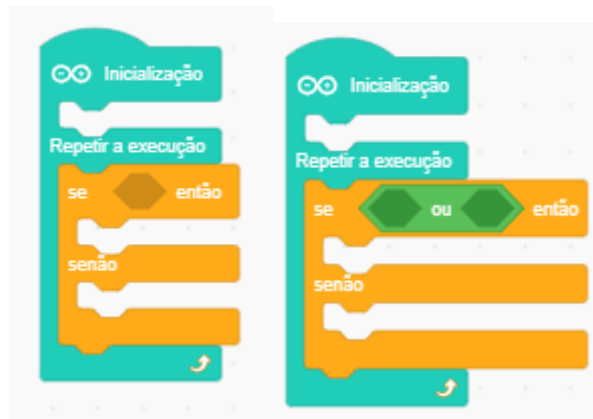 Inicialização
Repetir a execução
se então
senão
Inicialização
Repetir a execução
se ou então
senão